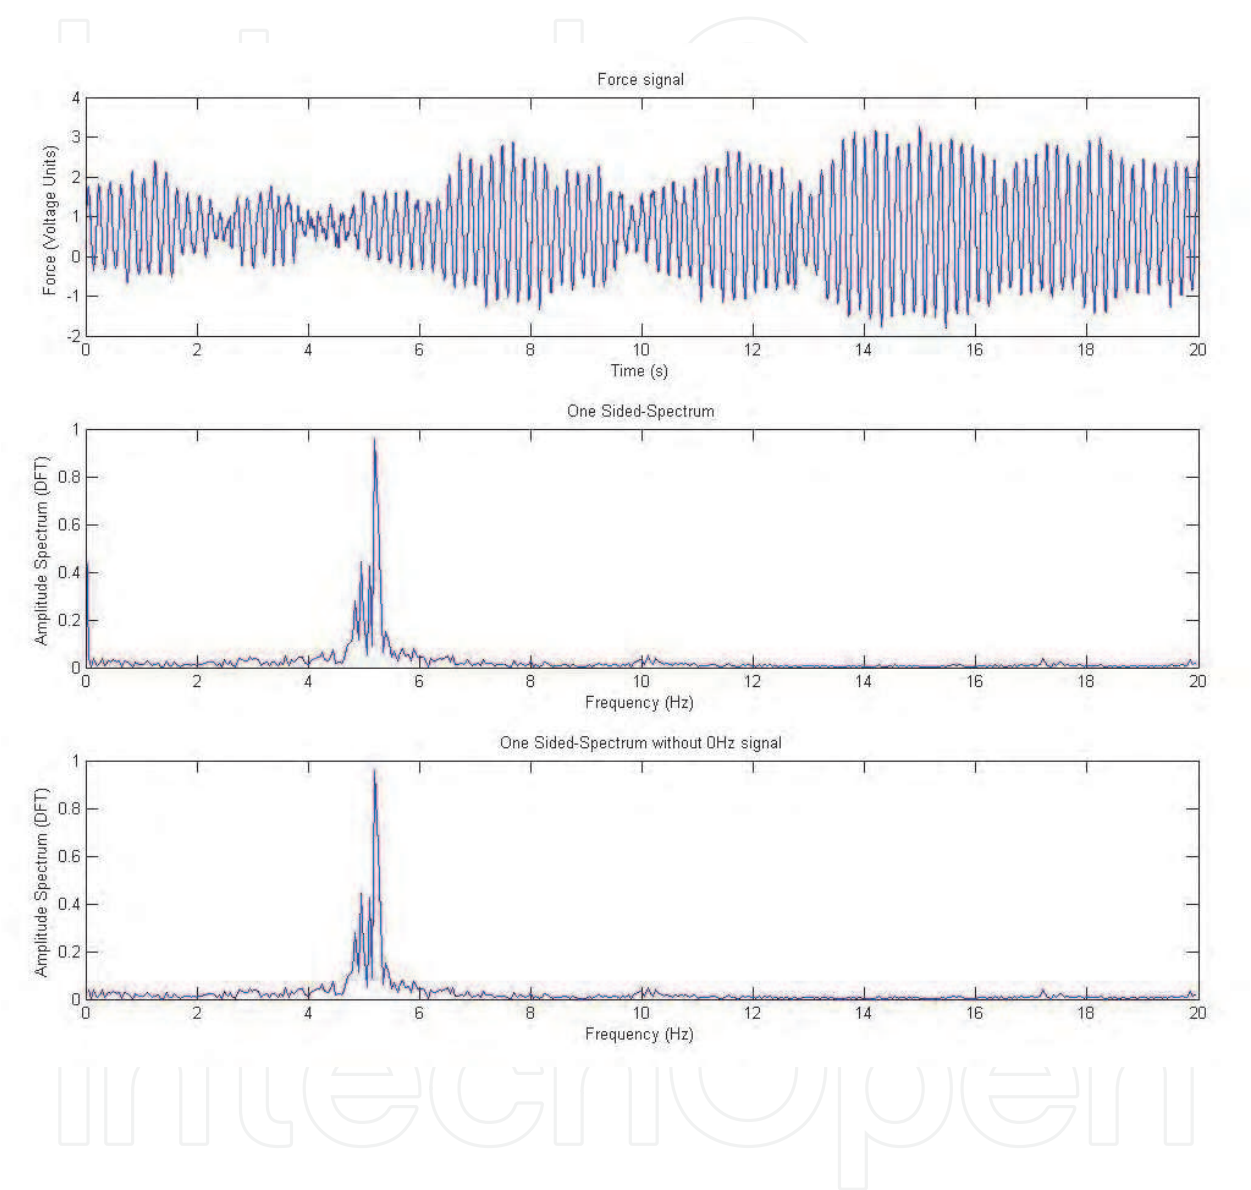 Force signal
4
3
2
1
0
-1
-2
Force (Voltage Units)
0 2 4 6 8 10 12 14 16 18 20
Time (s)
One Sided-Spectrum
1
0.8
0.6
0.4
0.2
0
Amplitude Spectrum (DFT)
0 2 4 6 8 10 12 14 16 18 20
Frequency (Hz)
One Sided-Spectrum without 0Hz signal
1
0.8
0.6
0.4
0.2
0
Amplitude Spectrum (DFT)
0 2 4 6 8 10 12 14 16 18 20
Frequency (Hz)
intechopen